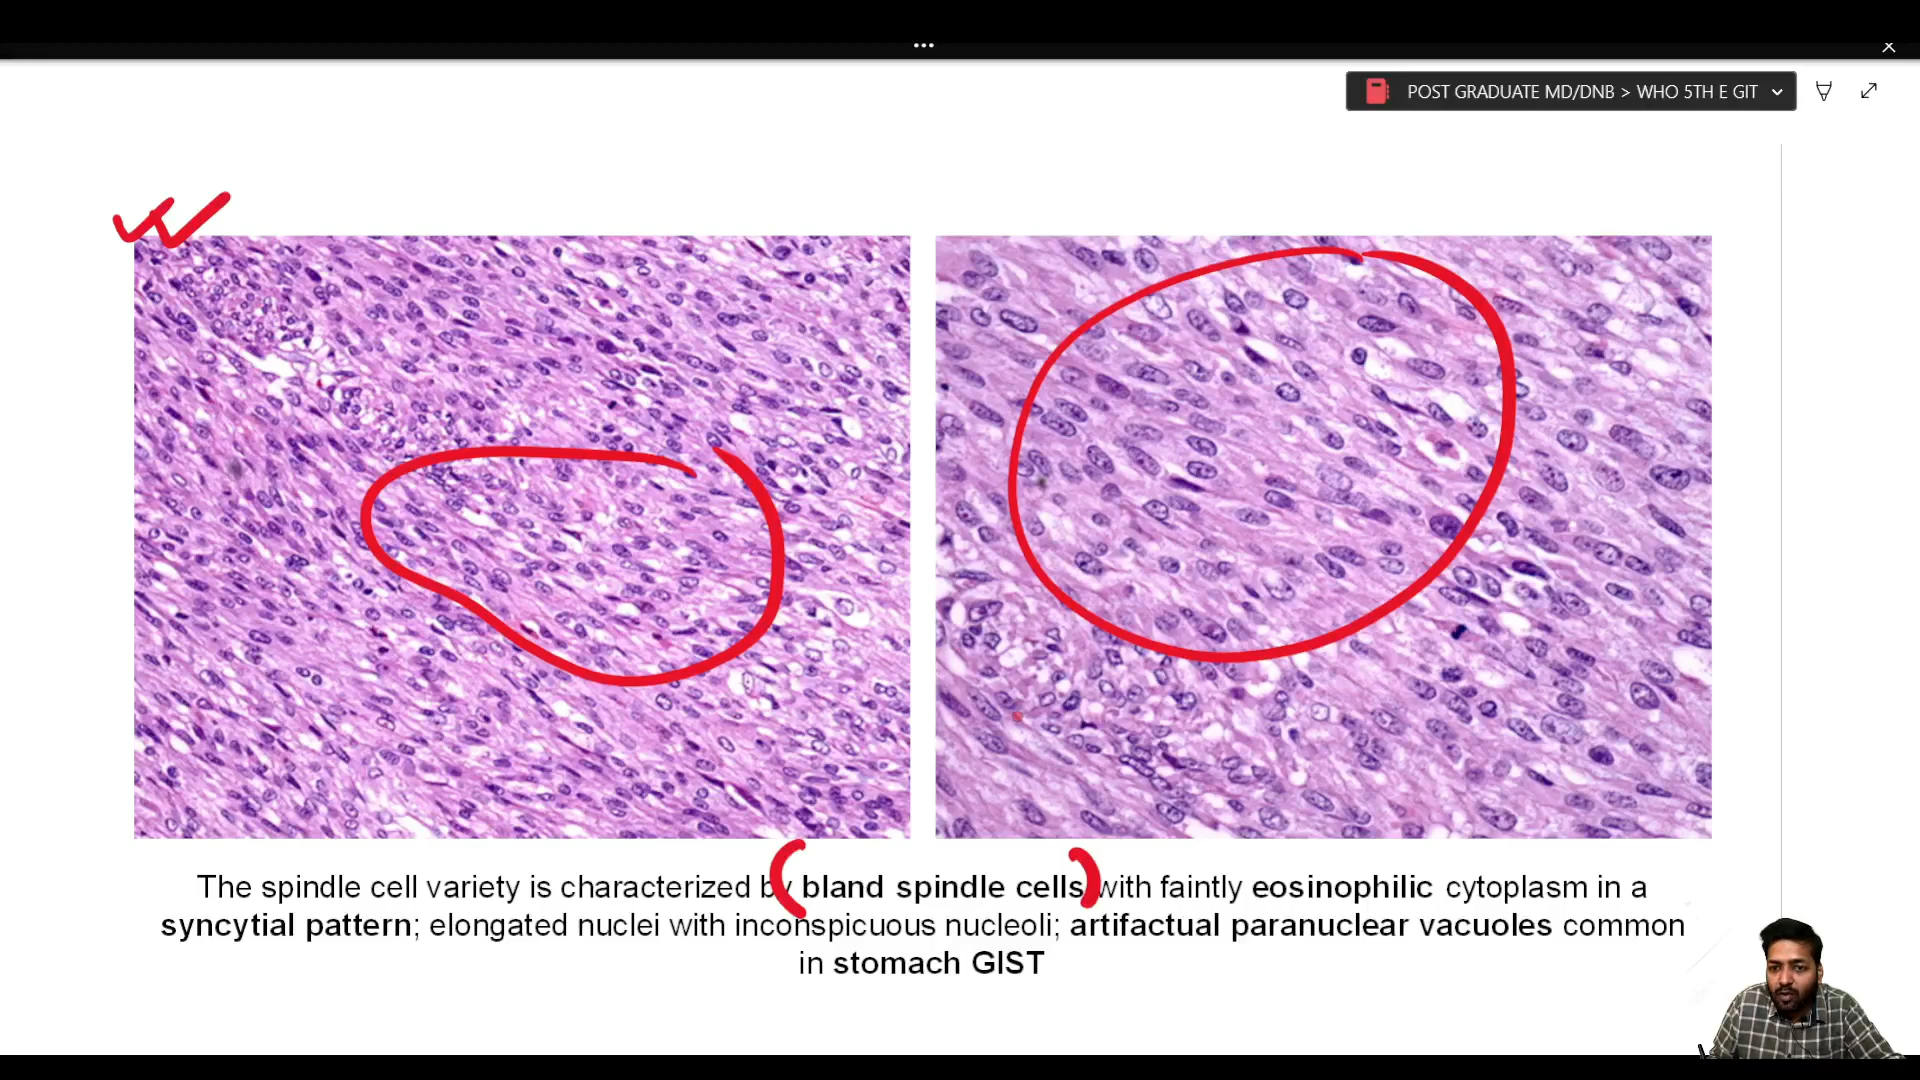 POST GRADUATE MD/DNB > WHO 5TH E GIT
The spindle cell variety is characterized by bland spindle cells with faintly eosinophilic cytoplasm in a
syncytial pattern; elongated nuclei with inconspicuous nucleoli; artifactual paranuclear vacuoles common
in stomach GIST